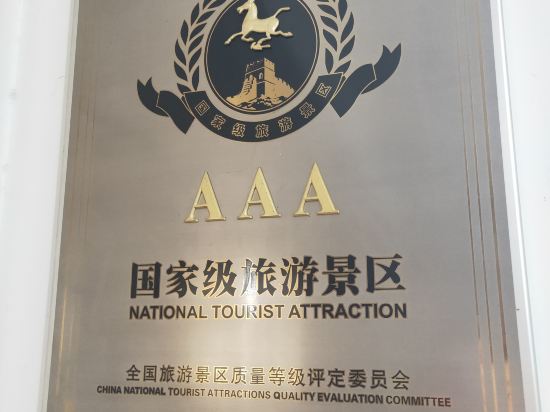 国家级旅游景区
AAA
国家级旅游景区
NATIONAL TOURIST ATTRACTION
全国旅游景区质量等级评定委员会
CHINA NATIONAL TOURIST ATTRACTIONS QUALITY EVALUATION COMMITTEE